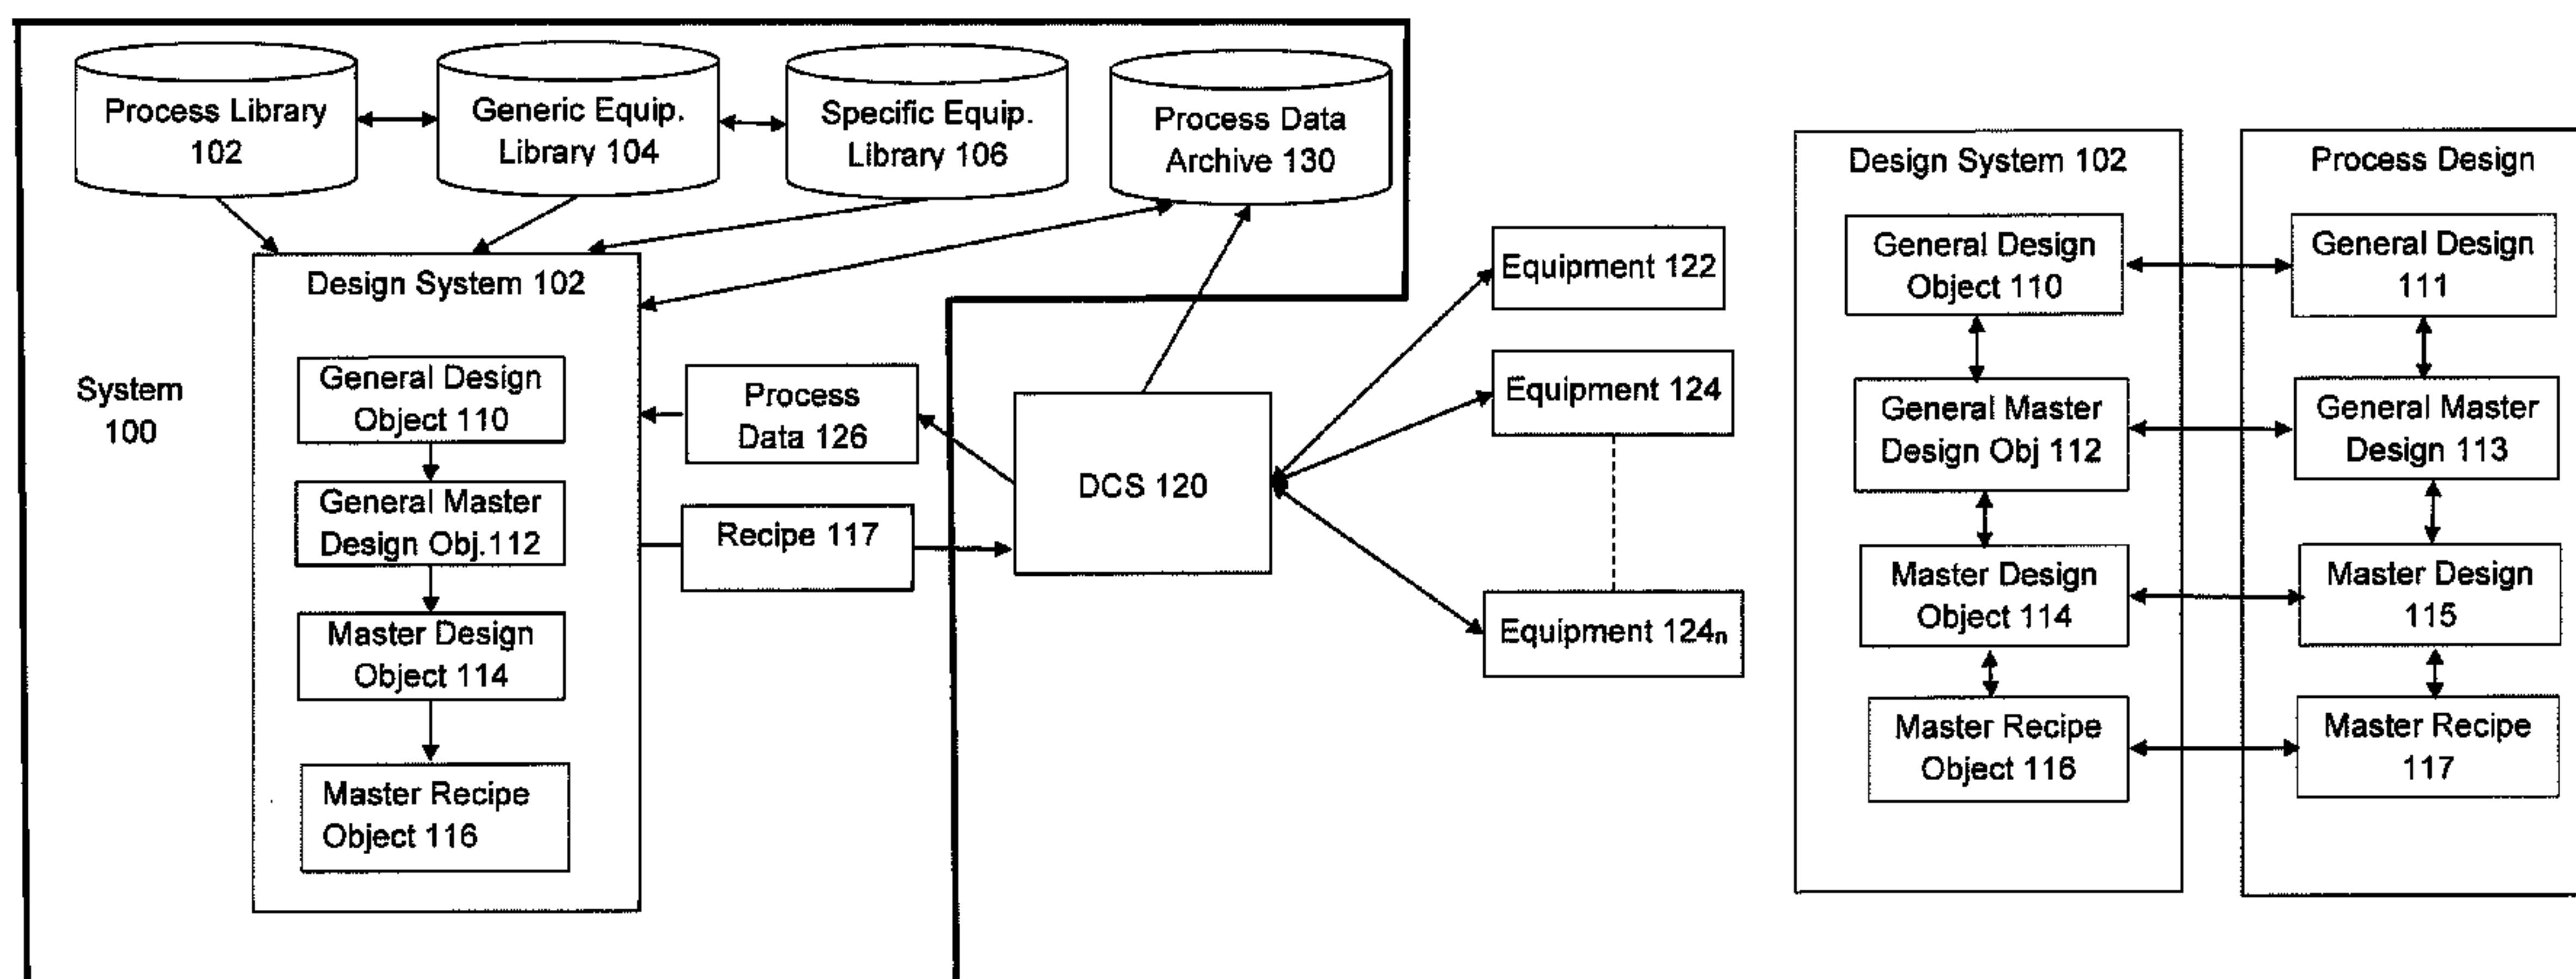 Process Library
102
Generic Equip.
Library 104
Specific Equip.
Library 106
Process Data
Archive 130
System
100
Design System 102
General Design
Object 110
General Master
Design Obj.112
Master Design
Object 114
Master Recipe
Object 116
Process
Data 126
Recipe 117
DCS 120
Equipment 122
Equipment 124
Equipment 124n
Design System 102
General Design
Object 110
General Master
Design Obj 112
Master Design
Object 114
Master Recipe
Object 116
Process Design
General Design
111
General Master
Design 113
Master Design
115
Master Recipe
117